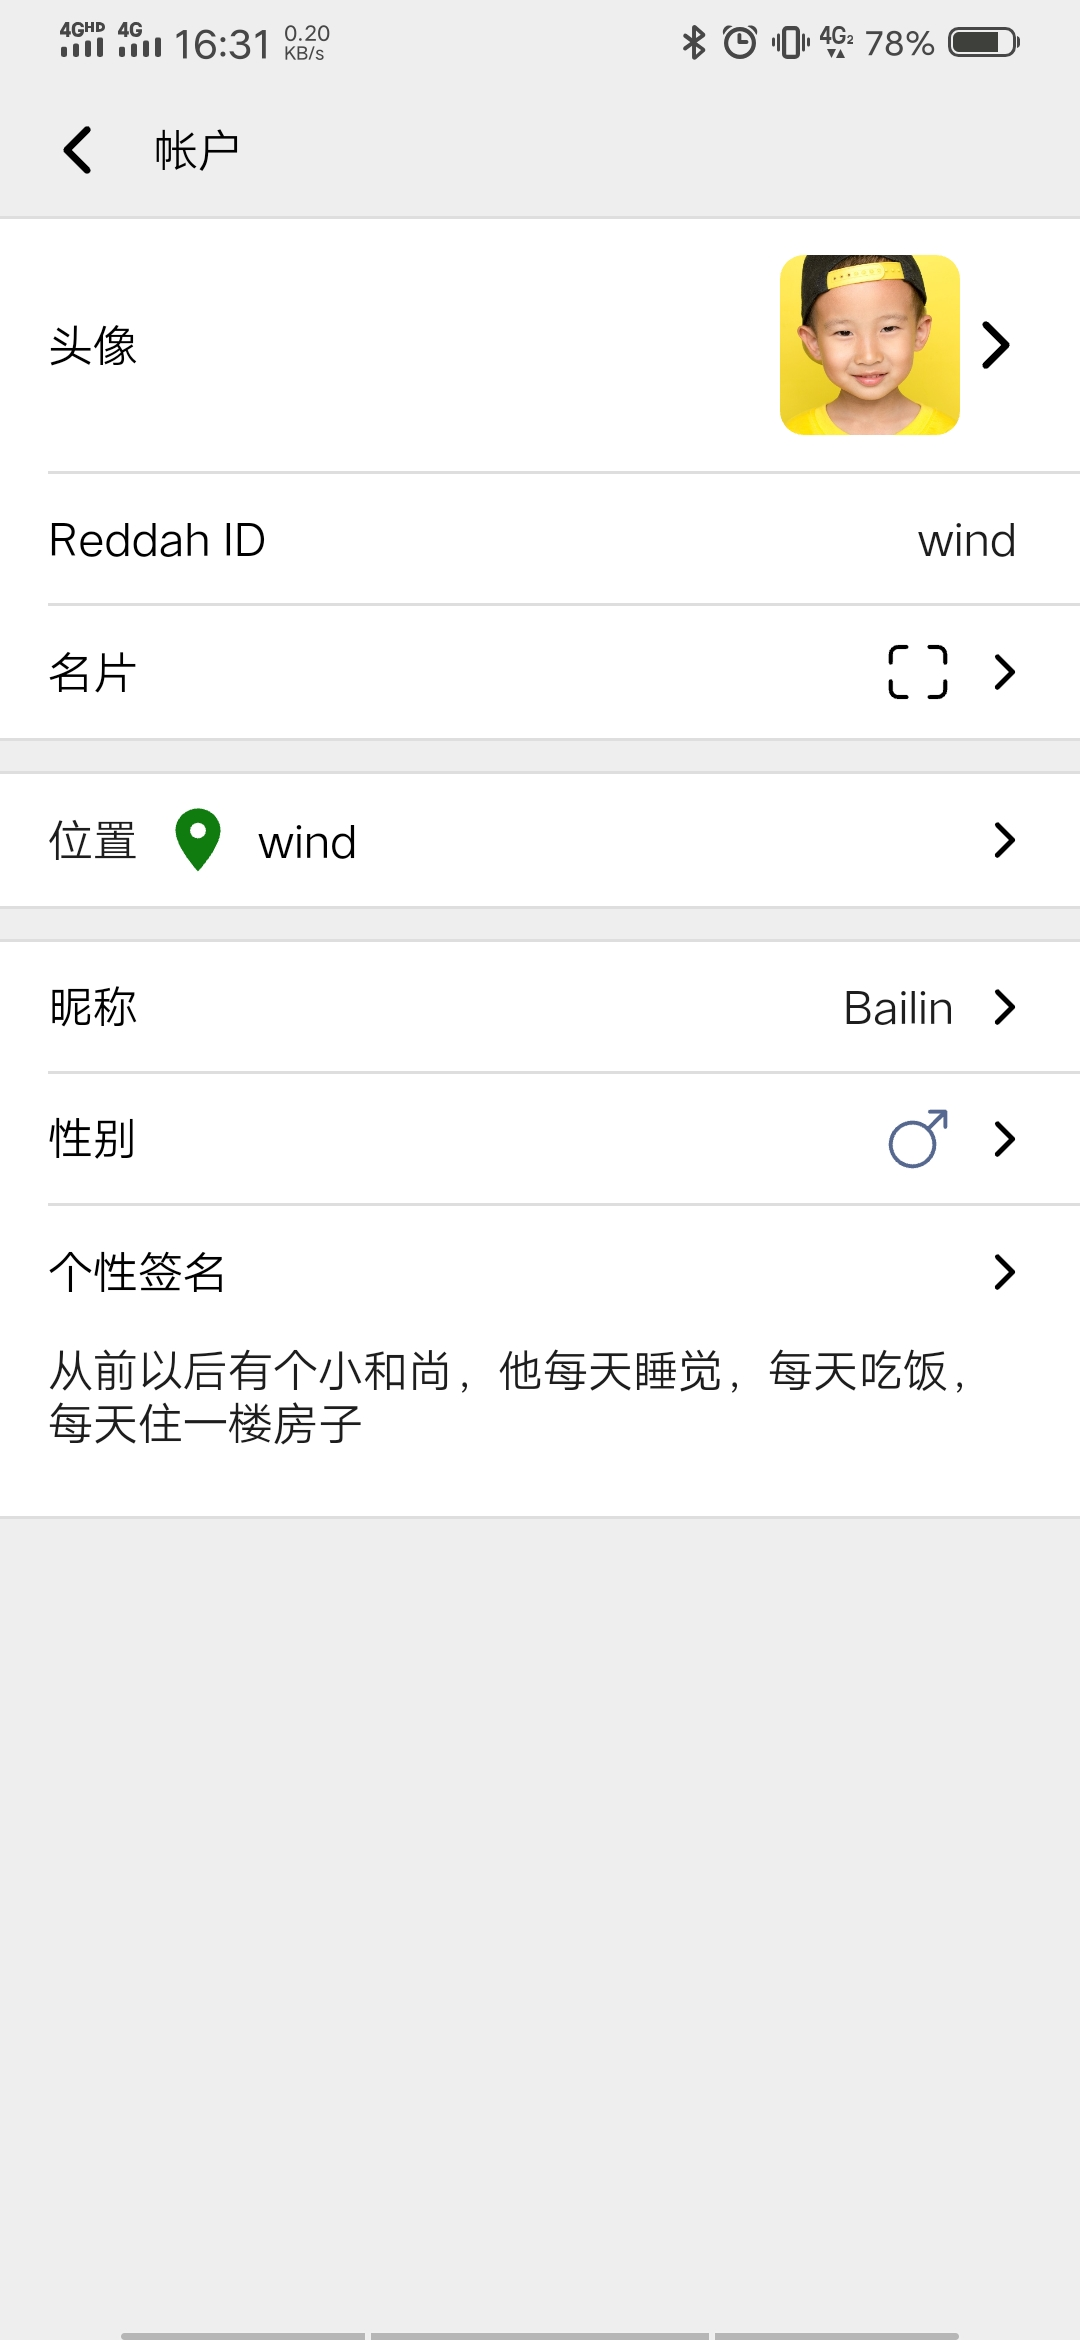 4GHD 4G 16:31 0.20 KB/s 4G2 78%
帐户
头像
Reddah ID wind
名片
位置 wind
昵称 Bailin
性别
个性签名
从前以后有个小和尚，他每天睡觉，每天吃饭，
每天住一楼房子